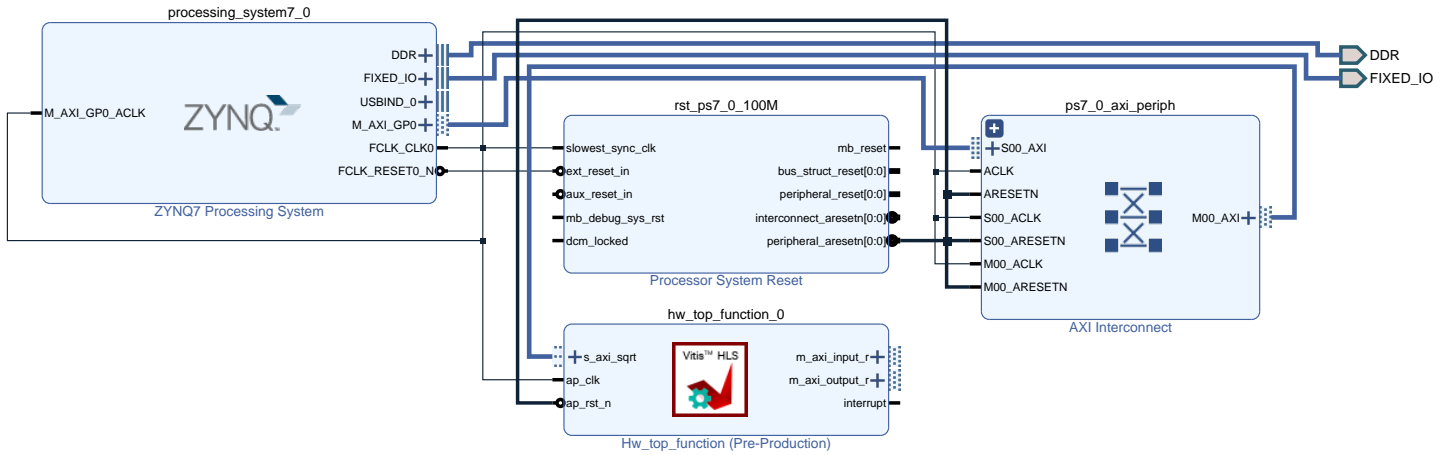 processing_system7_0
DDR
FIXED_IO
USBIND_0
M_AXI_GP0
FCLK_CLK0
FCLK_RESET0_N
M_AXI_GP0_ACLK
ZYNQ
ZYNQ7 Processing System
rst_ps7_0_100M
slowest_sync_clk
ext_reset_in
aux_reset_in
mb_debug_sys_rst
dcm_locked
mb_reset
bus_struct_reset[0:0]
peripheral_reset[0:0]
interconnect_aresetn[0:0]
peripheral_aresetn[0:0]
Processor System Reset
hw_top_function_0
s_axi_sqrt
ap_clk
ap_rst_n
Vitis™ HLS
m_axi_input_r
m_axi_output_r
interrupt
Hw_top_function (Pre-Production)
ps7_0_axi_periph
S00_AXI
ACLK
ARESETN
S00_ACLK
S00_ARESETN
M00_ACLK
M00_ARESETN
M00_AXI
AXI Interconnect
DDR
FIXED_IO